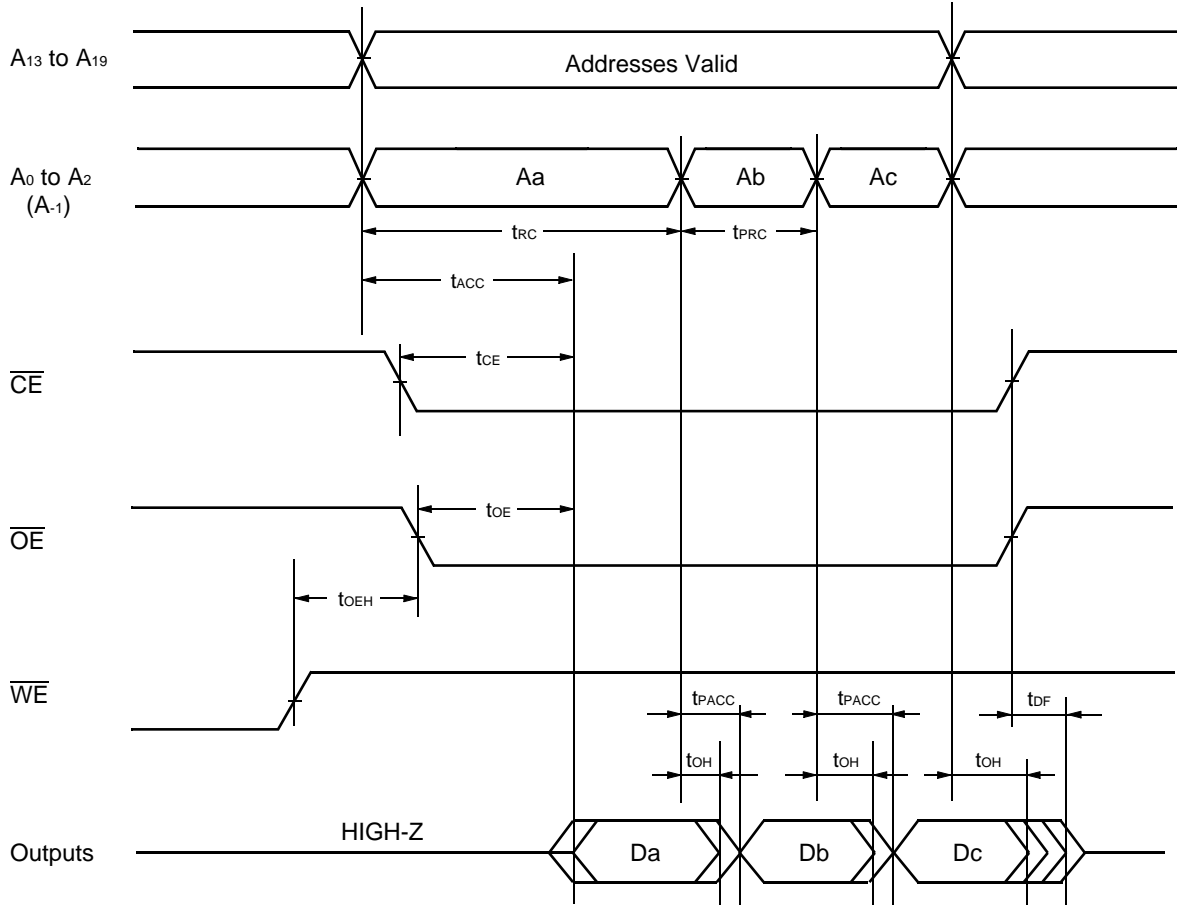 A13 to A19
Addresses Valid
A0 to A2
(A-1)
Aa
Ab
Ac
tRC
tPRC
tACC
tCE
CE
tOE
OE
tOEH
WE
tPACC
tPACC
tDF
tOH
tOH
tOH
HIGH-Z
Outputs
Da
Db
Dc